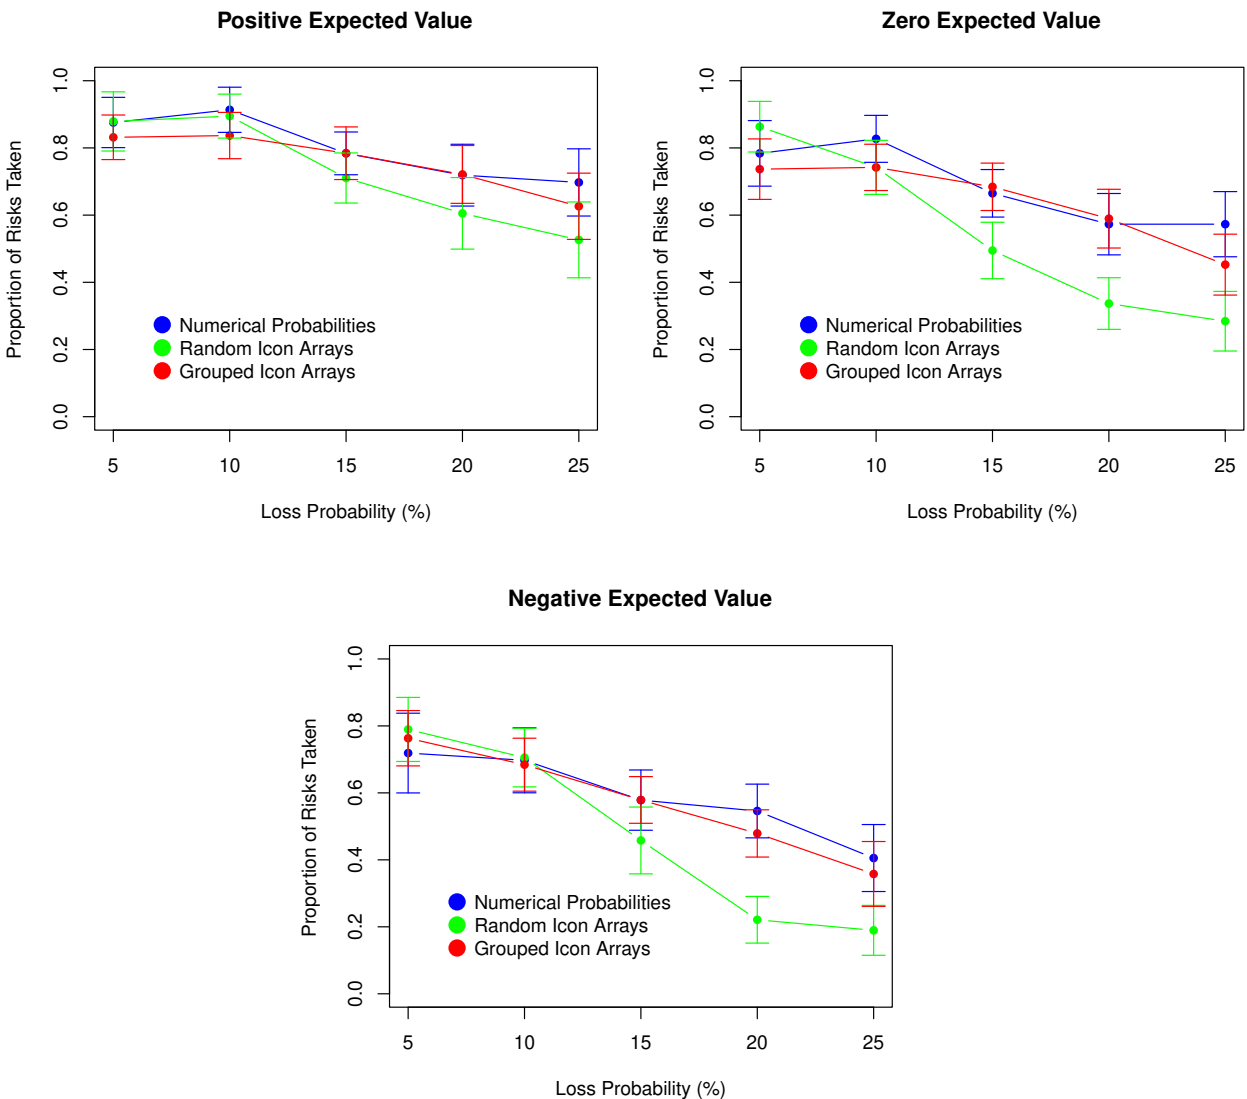 Positive Expected Value
Proportion of Risks Taken
1.0
0.8
0.6
0.4
0.2
0.0
Numerical Probabilities
Random Icon Arrays
Grouped Icon Arrays
5 10 15 20 25
Loss Probability (%)
Zero Expected Value
Proportion of Risks Taken
1.0
0.8
0.6
0.4
0.2
0.0
Numerical Probabilities
Random Icon Arrays
Grouped Icon Arrays
5 10 15 20 25
Loss Probability (%)
Negative Expected Value
Proportion of Risks Taken
1.0
0.8
0.6
0.4
0.2
0.0
Numerical Probabilities
Random Icon Arrays
Grouped Icon Arrays
5 10 15 20 25
Loss Probability (%)